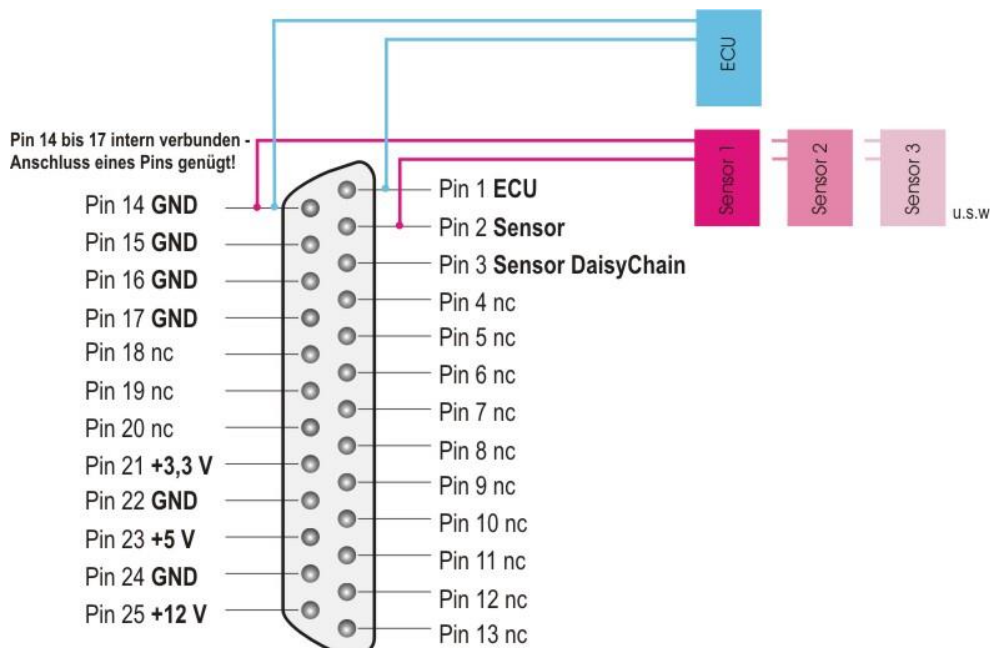 ECU
Pin 14 bis 17 intern verbunden -
Anschluss eines Pins genügt!
Sensor 1
Sensor 2
Sensor 3
u.s.w
Pin 14 GND
Pin 15 GND
Pin 16 GND
Pin 17 GND
Pin 18 nc
Pin 19 nc
Pin 20 nc
Pin 21 +3,3 V
Pin 22 GND
Pin 23 +5 V
Pin 24 GND
Pin 25 +12 V
Pin 1 ECU
Pin 2 Sensor
Pin 3 Sensor DaisyChain
Pin 4 nc
Pin 5 nc
Pin 6 nc
Pin 7 nc
Pin 8 nc
Pin 9 nc
Pin 10 nc
Pin 11 nc
Pin 12 nc
Pin 13 nc